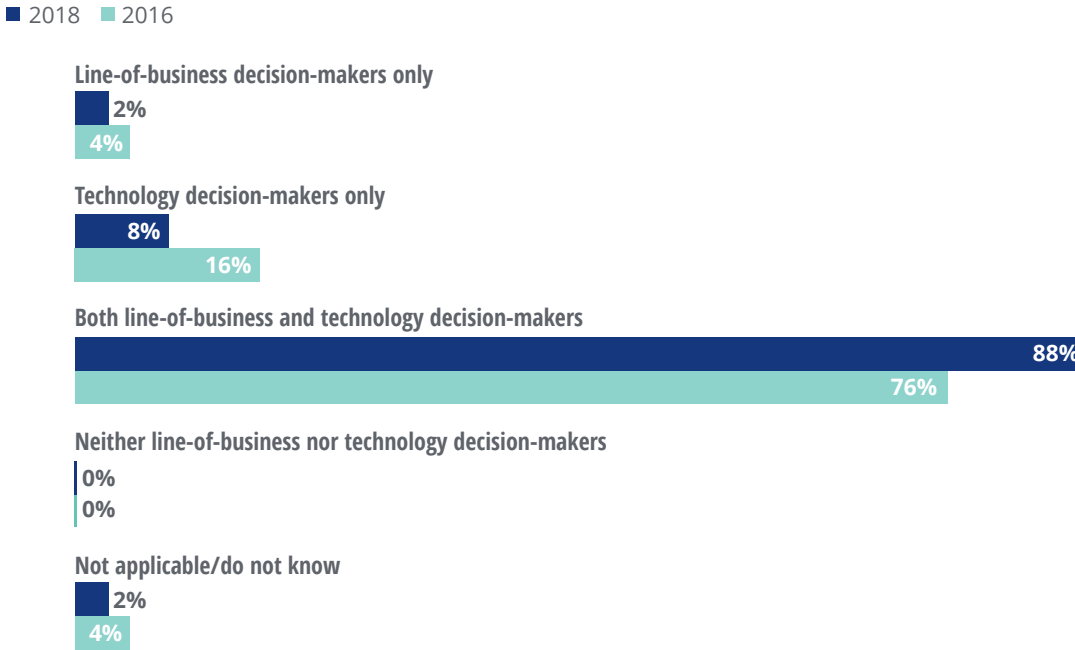 2018 2016
Line-of-business decision-makers only
2%
4%
Technology decision-makers only
8%
16%
Both line-of-business and technology decision-makers
88%
76%
Neither line-of-business nor technology decision-makers
0%
0%
Not applicable/do not know
2%
4%